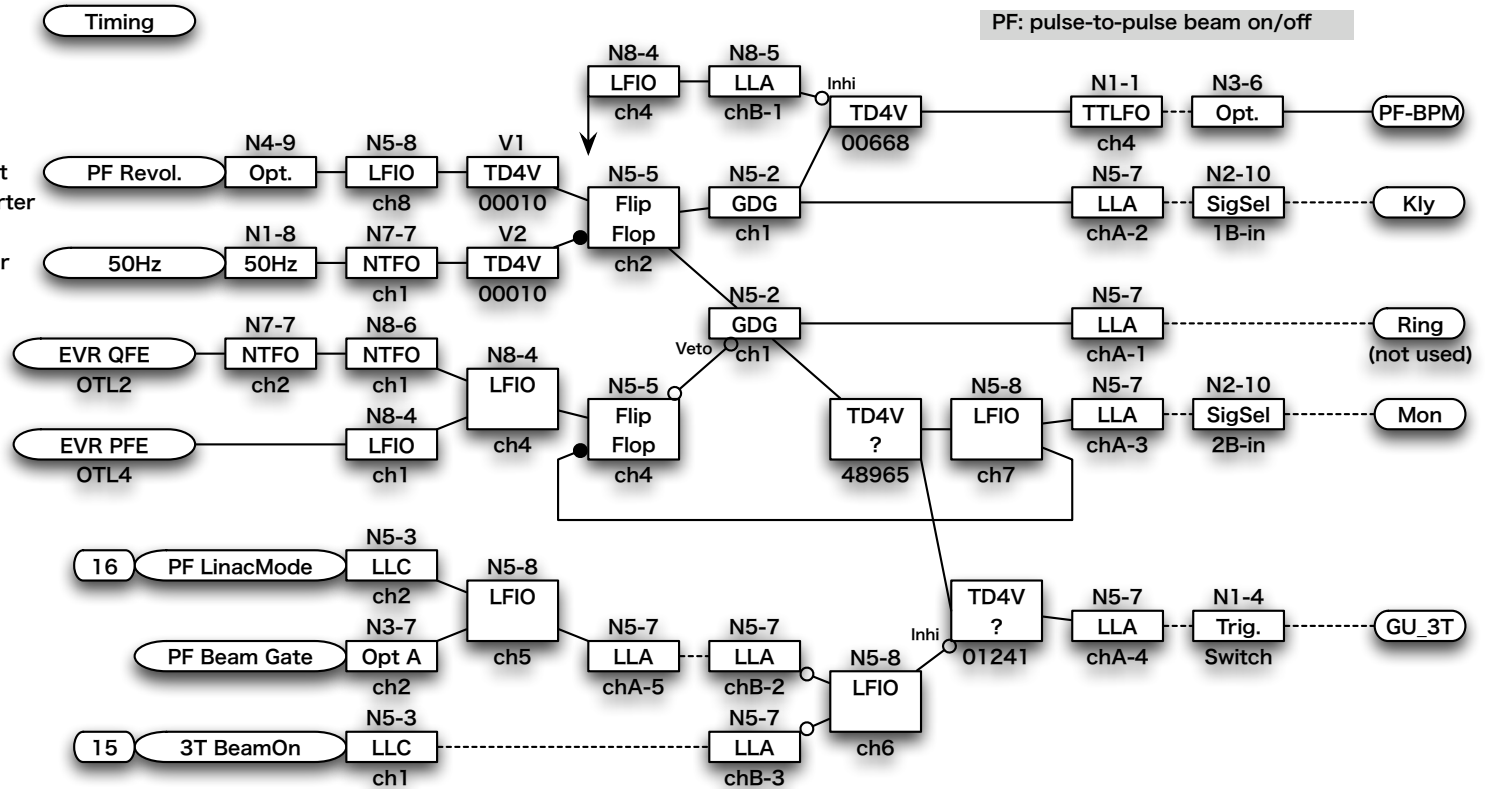 Timing
PF: pulse-to-pulse beam on/off
N8-4
LFIO
ch4
N8-5
LLA
chB-1
Inhi
TD4V
00668
N1-1
TTLFO
ch4
N3-6
Opt.
PF-BPM
t
rter
PF Revol.
N4-9
Opt.
N5-8
LFIO
ch8
V1
TD4V
00010
N5-5
Flip
Flop
ch2
N5-2
GDG
ch1
N5-7
LLA
chA-2
N2-10
SigSel
1B-in
Kly
r
50Hz
N1-8
50Hz
N7-7
NTFO
ch1
V2
TD4V
00010
N5-2
GDG
ch1
Veto
N5-7
LLA
chA-1
Ring
(not used)
EVR QFE
OTL2
N7-7
NTFO
ch2
N8-6
NTFO
ch1
N8-4
LFIO
ch4
EVR PFE
OTL4
N8-4
LFIO
ch1
N5-5
Flip
Flop
ch4
TD4V
?
48965
N5-8
LFIO
ch7
N5-7
LLA
chA-3
N2-10
SigSel
2B-in
Mon
16
PF LinacMode
N5-3
LLC
ch2
N5-8
LFIO
ch5
PF Beam Gate
N3-7
Opt A
ch2
N5-7
LLA
chA-5
N5-7
LLA
chB-2
N5-8
LFIO
ch6
Inhi
TD4V
?
01241
N5-7
LLA
chA-4
N1-4
Trig.
Switch
GU_3T
15
3T BeamOn
N5-3
LLC
ch1
N5-7
LLA
chB-3